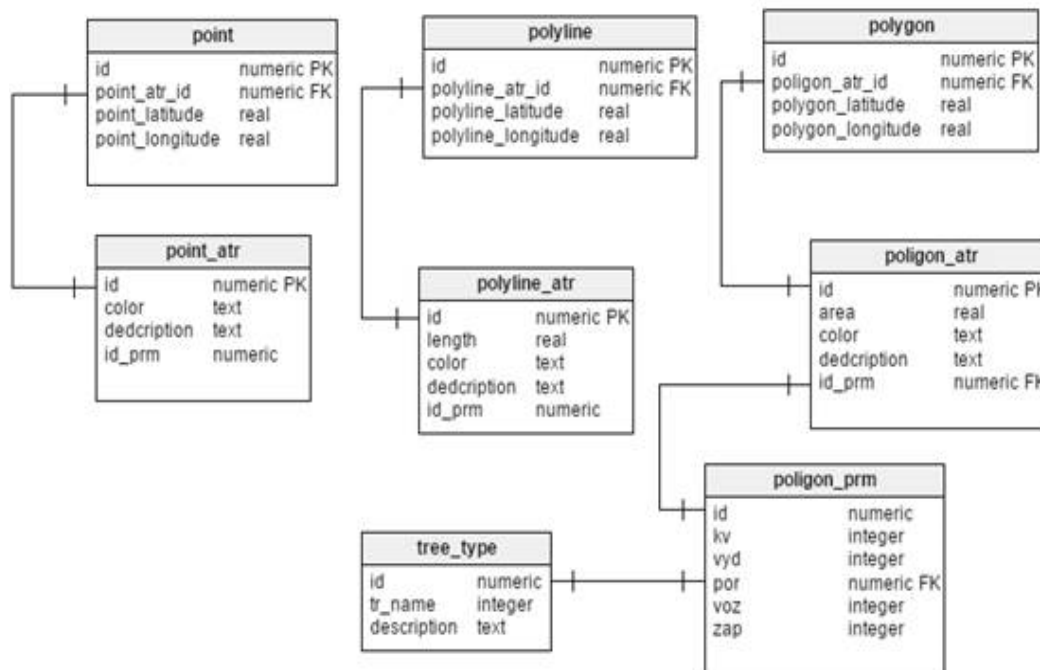 point
id numeric PK
point_atr_id numeric FK
point_latitude real
point_longitude real
polyline
id numeric PK
polyline_atr_id numeric FK
polyline_latitude real
polyline_longitude real
polygon
id numeric PK
poligon_atr_id numeric FK
polygon_latitude real
polygon_longitude real
point_atr
id numeric PK
color text
dedcription text
id_prm numeric
polyline_atr
id numeric PK
length real
color text
dedcription text
id_prm numeric
poligon_atr
id numeric PK
area real
color text
dedcription text
id_prm numeric FK
tree_type
id numeric
tr_name integer
description text
poligon_prm
id numeric
kv integer
vyd integer
por numeric FK
voz integer
zap integer